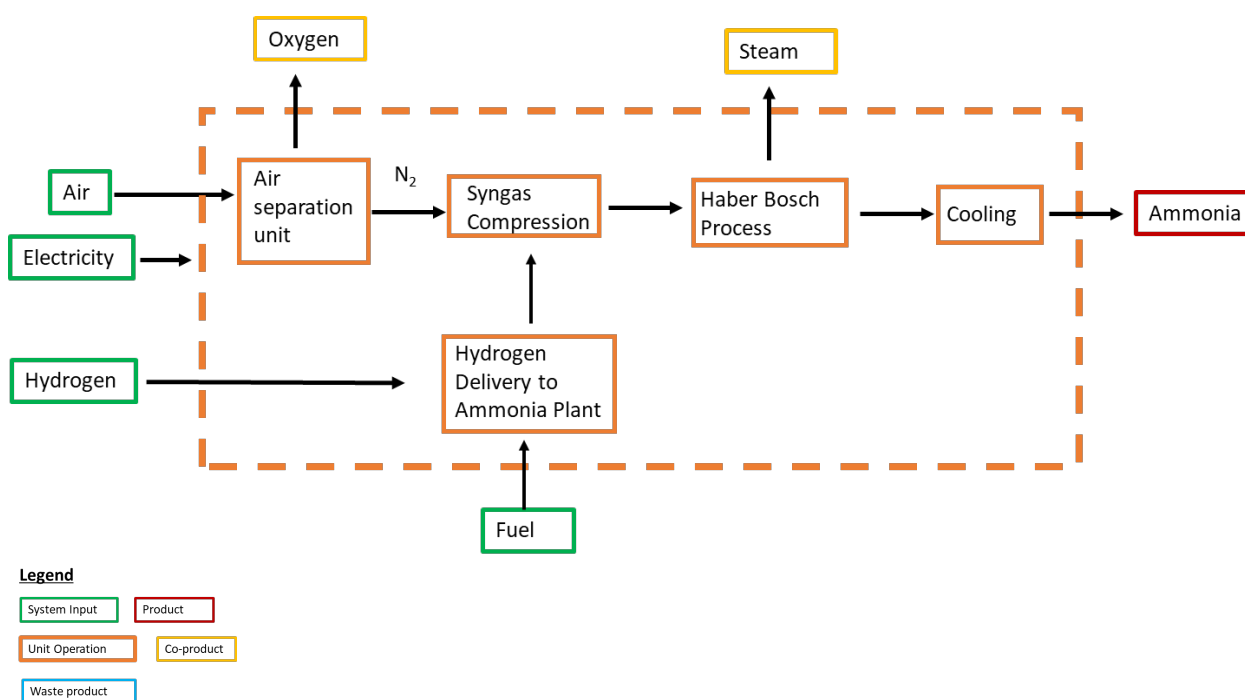 Oxygen
Steam
Air
Air
separation
unit
N₂
Syngas
Compression
Haber Bosch
Process
Cooling
Ammonia
Electricity
Hydrogen
Hydrogen
Delivery to
Ammonia Plant
Fuel
Legend
System Input
Product
Unit Operation
Co-product
Waste product